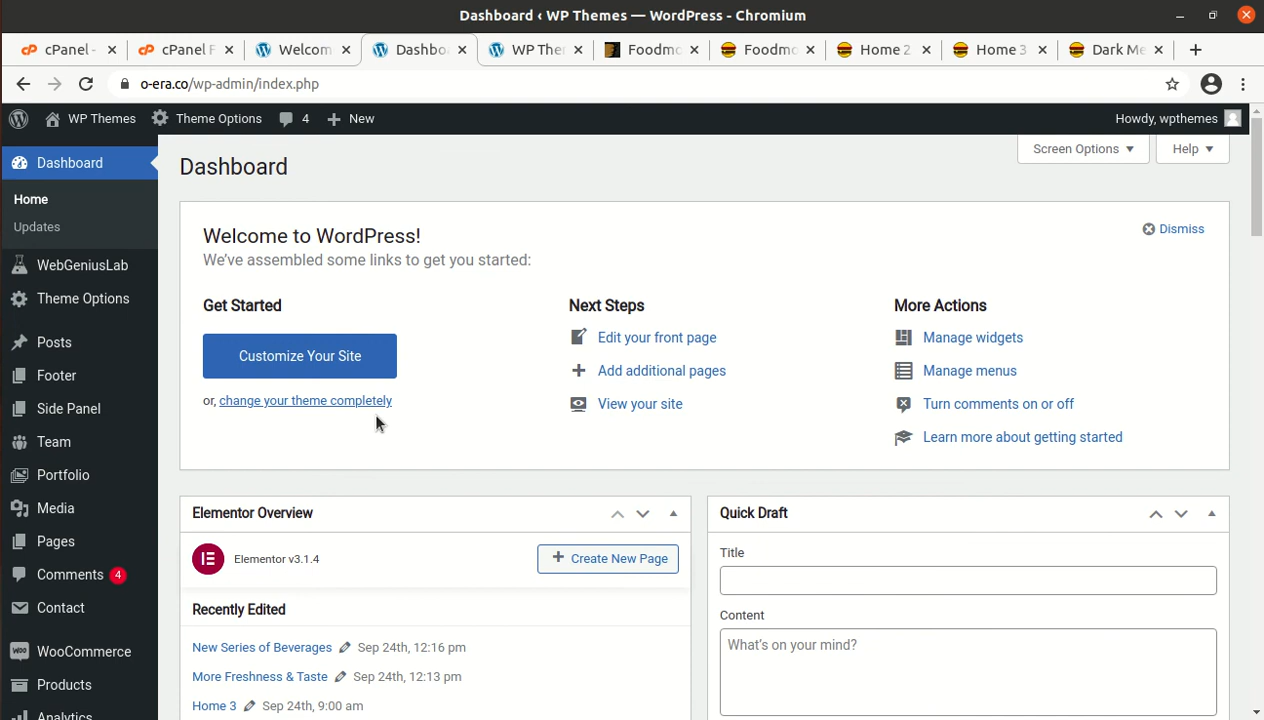 Dashboard ‹ WP Themes — WordPress - Chromium
cPanel -
cPanel F
Welcom
Dashbo
WP The
Foodmo
Foodmo
Home 2
Home 3
Dark Me
o-era.co/wp-admin/index.php
WP Themes
Theme Options
4
New
Howdy, wpthemes
Dashboard
Home
Updates
WebGeniusLab
Theme Options
Posts
Footer
Side Panel
Team
Portfolio
Media
Pages
Comments 4
Contact
WooCommerce
Products
Analytics
Dashboard
Screen Options
Help
Welcome to WordPress!
We've assembled some links to get you started:
Dismiss
Get Started
Customize Your Site
or, change your theme completely
Next Steps
Edit your front page
Add additional pages
View your site
More Actions
Manage widgets
Manage menus
Turn comments on or off
Learn more about getting started
Elementor Overview
Elementor v3.1.4
Create New Page
Recently Edited
New Series of Beverages Sep 24th, 12:16 pm
More Freshness & Taste Sep 24th, 12:13 pm
Home 3 Sep 24th, 9:00 am
Quick Draft
Title
Content
What's on your mind?